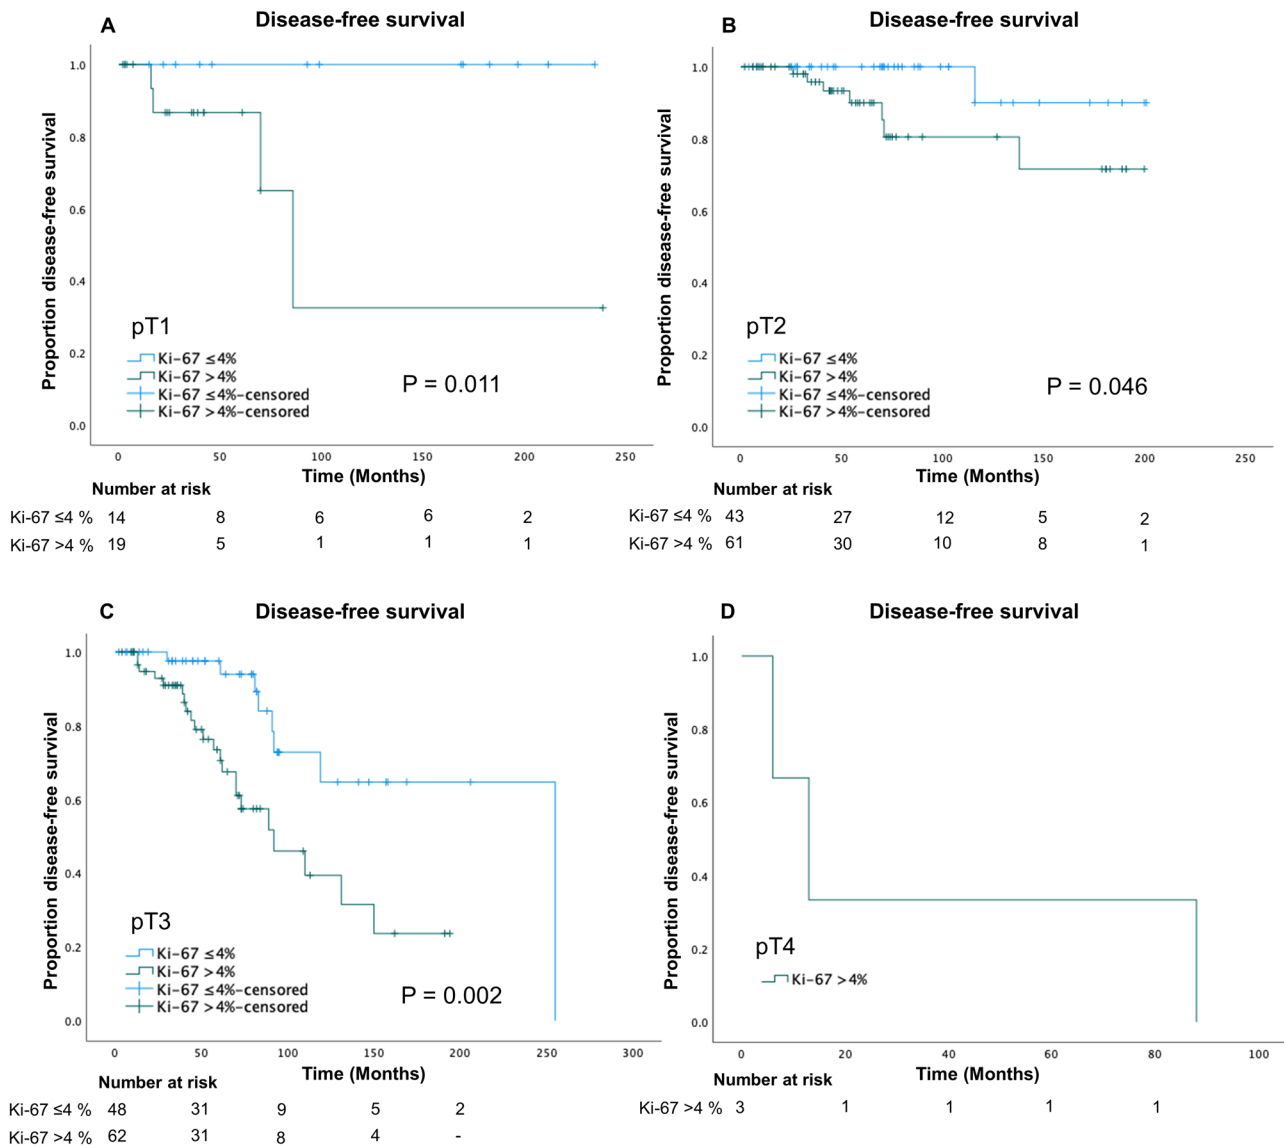 A
Disease-free survival
Proportion disease-free survival
1.0
0.8
0.6
0.4
0.2
0.0
pT1
Ki-67 ≤4%
Ki-67 >4%
Ki-67 ≤4%-censored
Ki-67 >4%-censored
P = 0.011
0 50 100 150 200 250
Time (Months)
Number at risk
Ki-67 ≤4 % 14 8 6 6 2
Ki-67 >4 % 19 5 1 1 1
B
Disease-free survival
Proportion disease-free survival
1.0
0.8
0.6
0.4
0.2
0.0
pT2
Ki-67 ≤4%
Ki-67 >4%
Ki-67 ≤4%-censored
Ki-67 >4%-censored
P = 0.046
0 50 100 150 200 250
Time (Months)
Number at risk
Ki-67 ≤4 % 43 27 12 5 2
Ki-67 >4 % 61 30 10 8 1
C
Disease-free survival
Proportion disease-free survival
1.0
0.8
0.6
0.4
0.2
0.0
pT3
Ki-67 ≤4%
Ki-67 >4%
Ki-67 ≤4%-censored
Ki-67 >4%-censored
P = 0.002
0 50 100 150 200 250 300
Time (Months)
Number at risk
Ki-67 ≤4 % 48 31 9 5 2
Ki-67 >4 % 62 31 8 4 -
D
Disease-free survival
Proportion disease-free survival
1.0
0.8
0.6
0.4
0.2
0.0
pT4
Ki-67 >4%
0 20 40 60 80 100
Time (Months)
Number at risk
Ki-67 >4 % 3 1 1 1 1